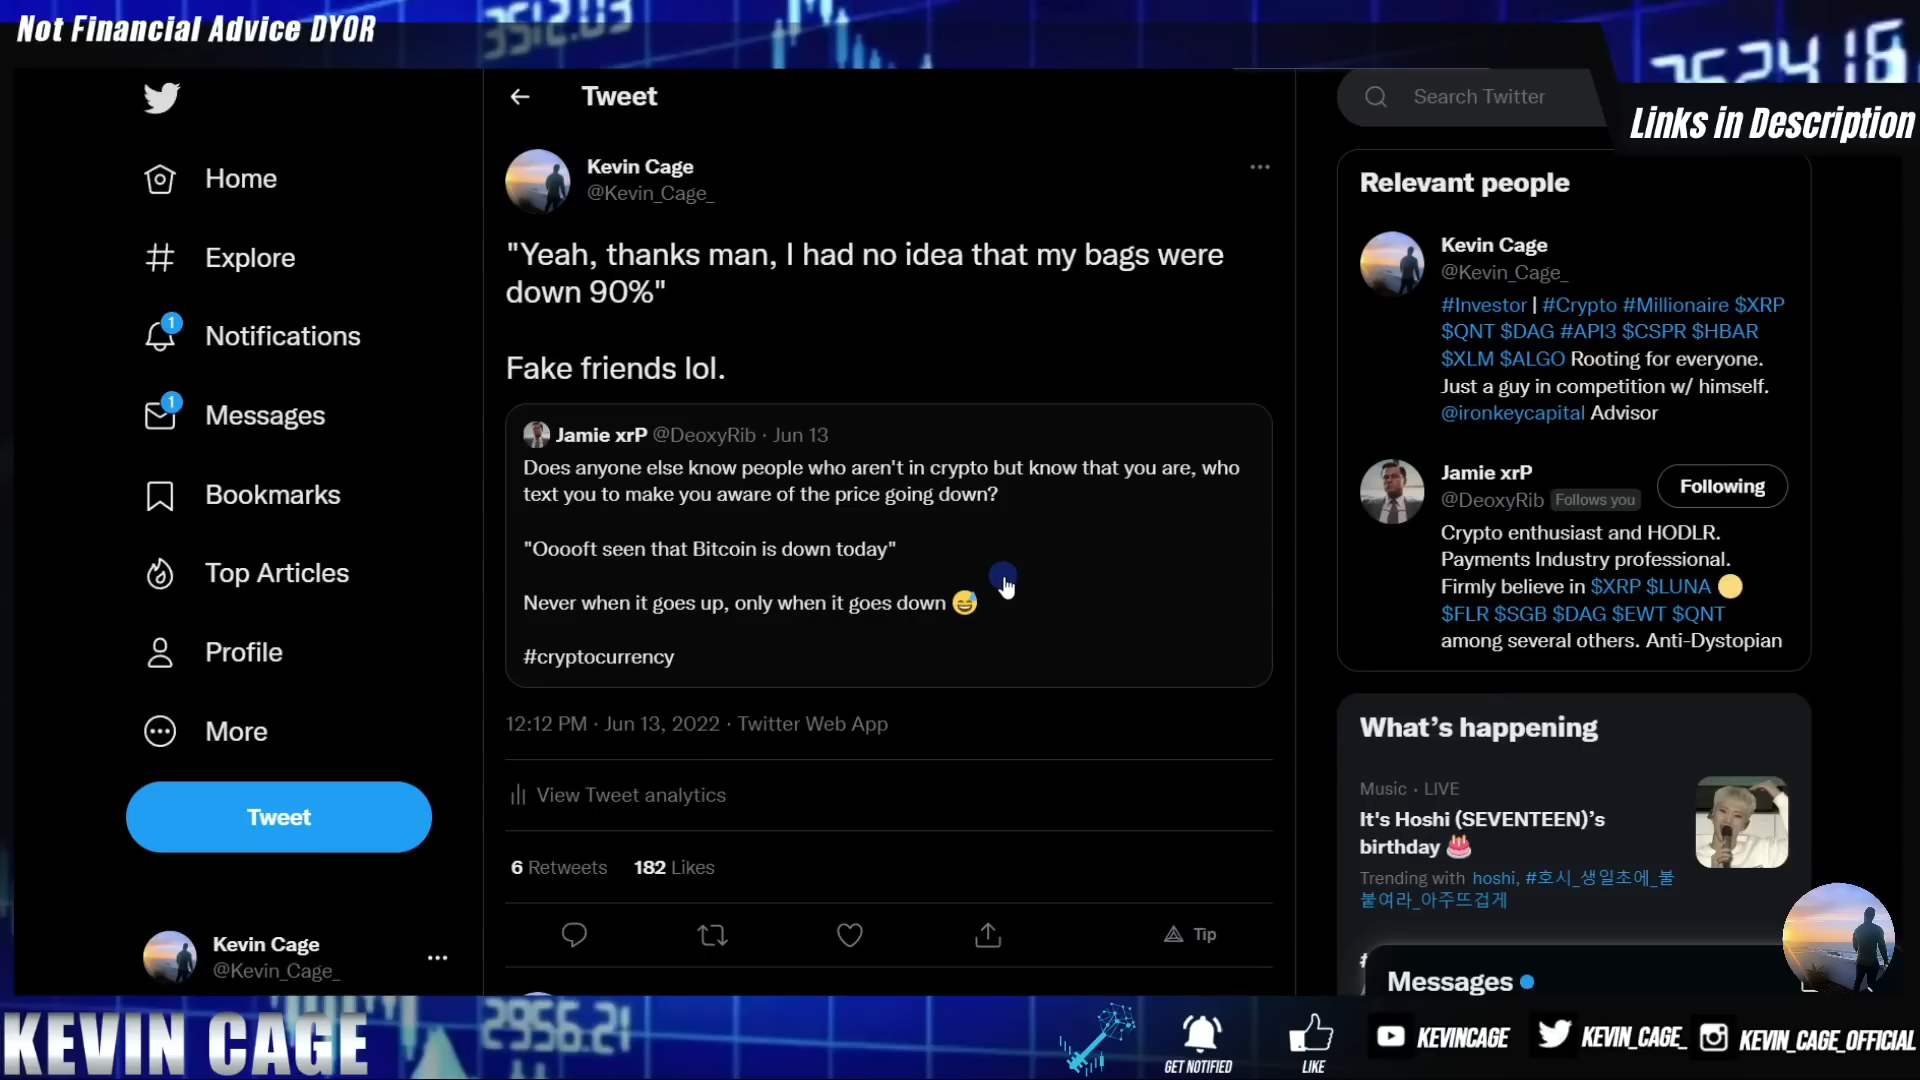 Not Financial Advice DYOR
3512.03
3524.18
Links in Description
Home
Explore
1
Notifications
1
Messages
Bookmarks
Top Articles
Profile
More
Tweet
Kevin Cage
@Kevin_Cage_
Tweet
Kevin Cage
@Kevin_Cage_
"Yeah, thanks man, I had no idea that my bags were
down 90%"
Fake friends lol.
Jamie xrP @DeoxyRib · Jun 13
Does anyone else know people who aren't in crypto but know that you are, who
text you to make you aware of the price going down?
"Ooooft seen that Bitcoin is down today"
Never when it goes up, only when it goes down 😅
#cryptocurrency
12:12 PM · Jun 13, 2022 · Twitter Web App
View Tweet analytics
6 Retweets 182 Likes
Tip
Search Twitter
Relevant people
Kevin Cage
@Kevin_Cage_
#Investor | #Crypto #Millionaire $XRP
$QNT $DAG #API3 $CSPR $HBAR
$XLM $ALGO Rooting for everyone.
Just a guy in competition w/ himself.
@ironkeycapital Advisor
Jamie xrP
@DeoxyRib Follows you
Following
Crypto enthusiast and HODLR.
Payments Industry professional.
Firmly believe in $XRP $LUNA 🟡
$FLR $SGB $DAG $EWT $QNT
among several others. Anti-Dystopian
What's happening
Music · LIVE
It's Hoshi (SEVENTEEN)'s
birthday 🎂
Trending with hoshi, #호시_생일초에_불
붙여라_아주뜨겁게
Messages
KEVIN CAGE
2956.21
GET NOTIFIED
LIKE
KEVINCAGE
KEVIN_CAGE_
KEVIN_CAGE_OFFICIAL